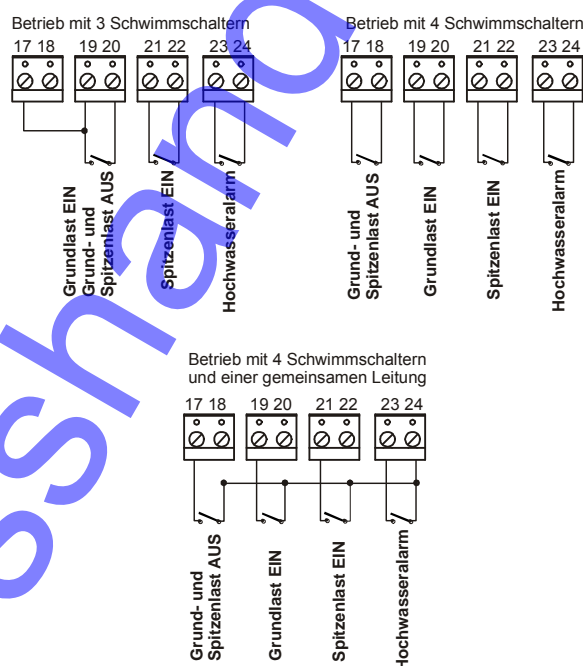 Betrieb mit 3 Schwimmschaltern
17 18 19 20 21 22 23 24
Grundlast EIN
Grund- und
Spitzenlast AUS
Spitzenlast EIN
Hochwasseralarm
Betrieb mit 4 Schwimmschaltern
17 18 19 20 21 22 23 24
Grund- und
Spitzenlast AUS
Grundlast EIN
Spitzenlast EIN
Hochwasseralarm
Betrieb mit 4 Schwimmschaltern
und einer gemeinsamen Leitung
17 18 19 20 21 22 23 24
Grund- und
Spitzenlast AUS
Grundlast EIN
Spitzenlast EIN
Hochwasseralarm